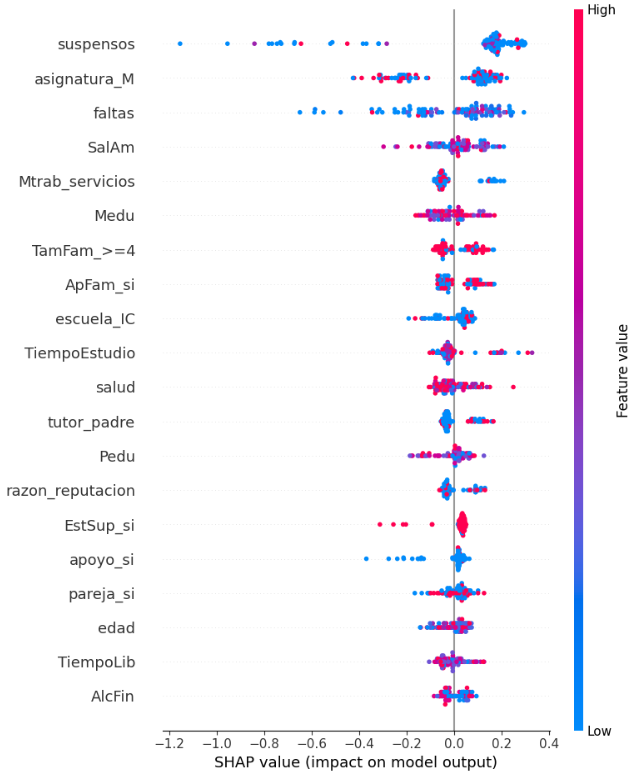 High
suspensos
asignatura_M
faltas
SalAm
Mtrab_servicios
Medu
TamFam_>=4
ApFam_si
escuela_IC
TiempoEstudio
salud
tutor_padre
Pedu
razon_reputacion
EstSup_si
apoyo_si
pareja_si
edad
TiempoLib
AlcFin
Feature value
Low
−1.2 −1.0 −0.8 −0.6 −0.4 −0.2 0.0 0.2 0.4
SHAP value (impact on model output)